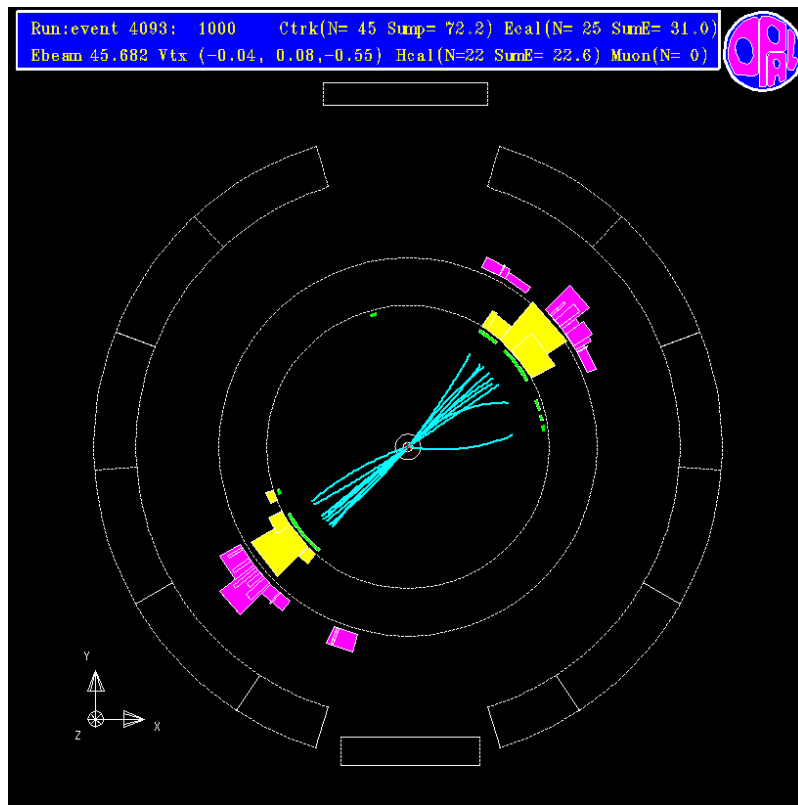 Run:event 4093: 1000 Ctrk(N= 45 Sump= 72.2) Ecal(N= 25 SumE= 31.0)
Ebeam 45.682 Vtx (-0.04, 0.08,-0.55) Hcal(N=22 SumE= 22.6) Muon(N= 0)
OPAL
Y
Z
X